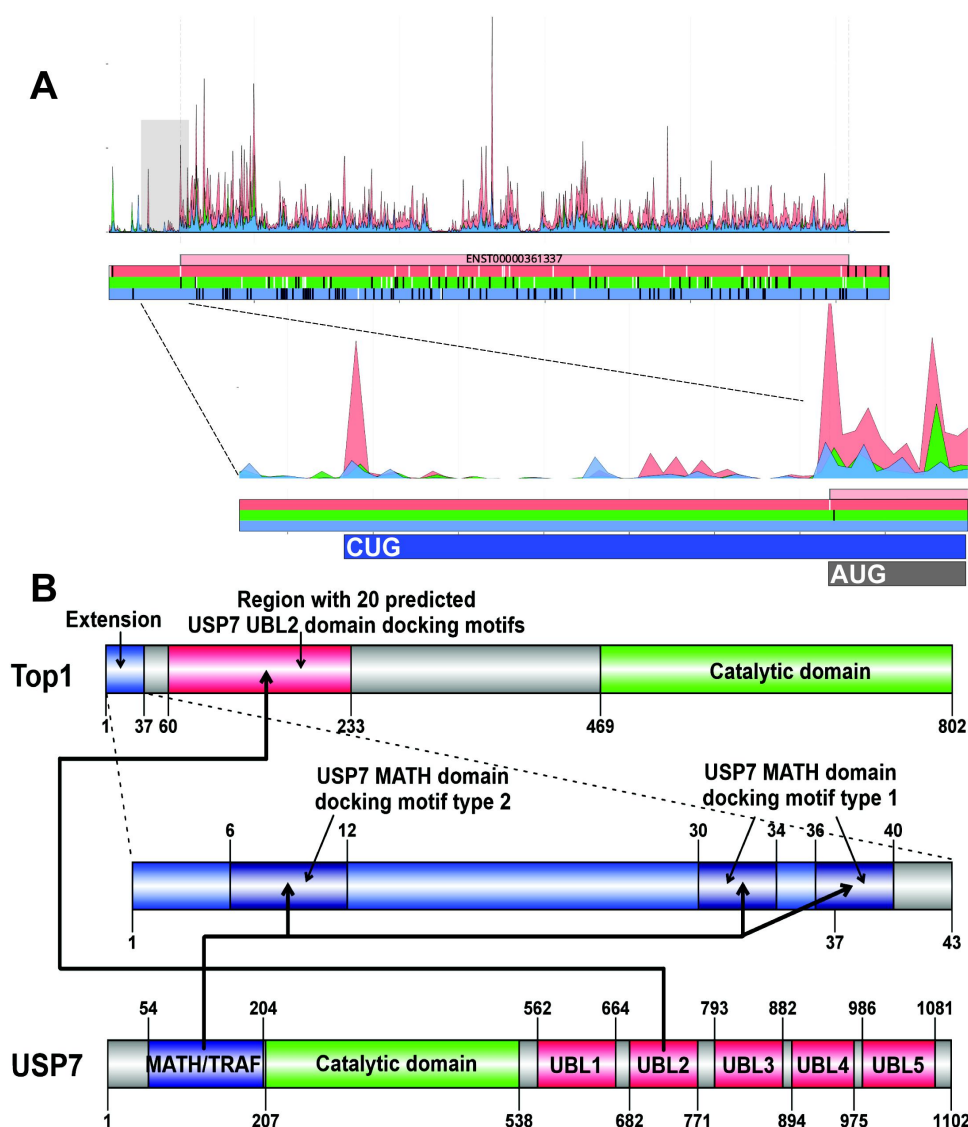 A
ENST00000361337
CUG
AUG
B
Extension
Region with 20 predicted
USP7 UBL2 domain docking motifs
Top1
Catalytic domain
1 37 60 233 469 802
USP7 MATH domain
docking motif type 2
USP7 MATH domain
docking motif type 1
6 12 30 34 36 40
1 37 43
54 204 562 664 793 882 986 1081
USP7
MATH/TRAF Catalytic domain UBL1 UBL2 UBL3 UBL4 UBL5
1 207 538 682 771 894 975 1102